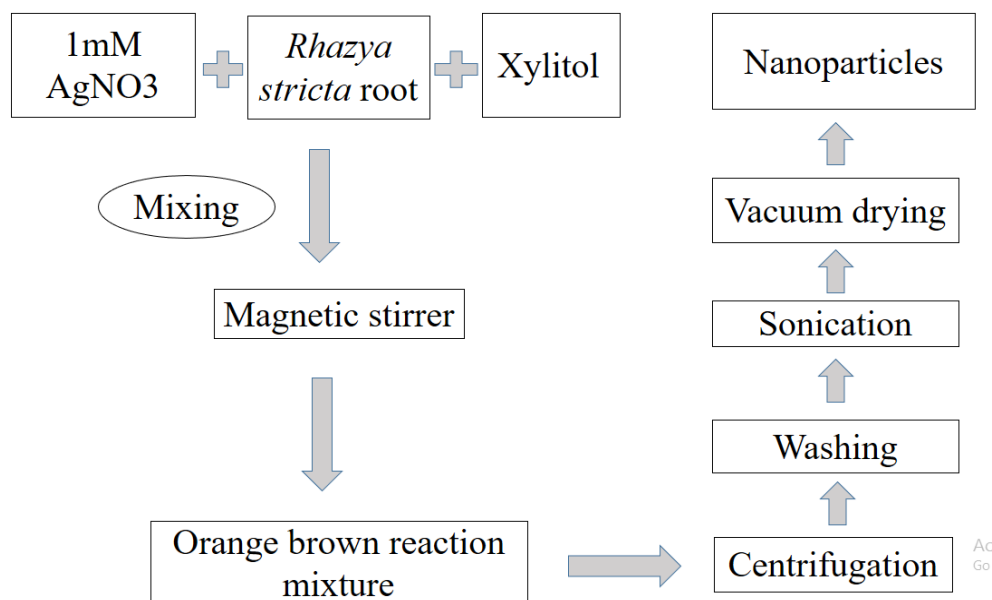 1mM
AgNO3
Rhazya
stricta root
Xylitol
Mixing
Magnetic stirrer
Orange brown reaction
mixture
Centrifugation
Washing
Sonication
Vacuum drying
Nanoparticles
Go